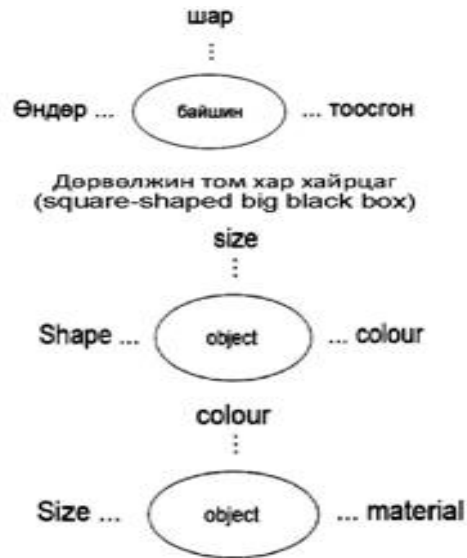 шар
Өндөр ... байшин ... тоосгон
Дөрвөлжин том хар хайрцаг
(square-shaped big black box)
size
Shape ... object ... colour
colour
Size ... object ... material